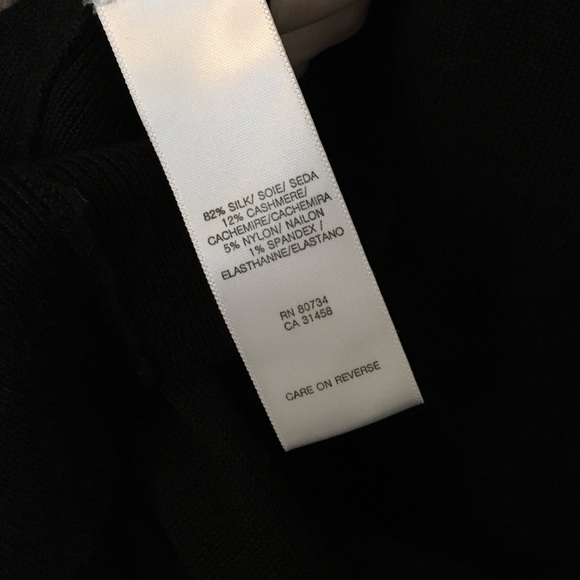 82% SILK/ SOIE/ SEDA
12% CASHMERE/
CACHEMIRE/CACHEMIRA
5% NYLON/ NAILON
1% SPANDEX /
ELASTHANNE/ELASTANO
RN 80734
CA 31458
CARE ON REVERSE